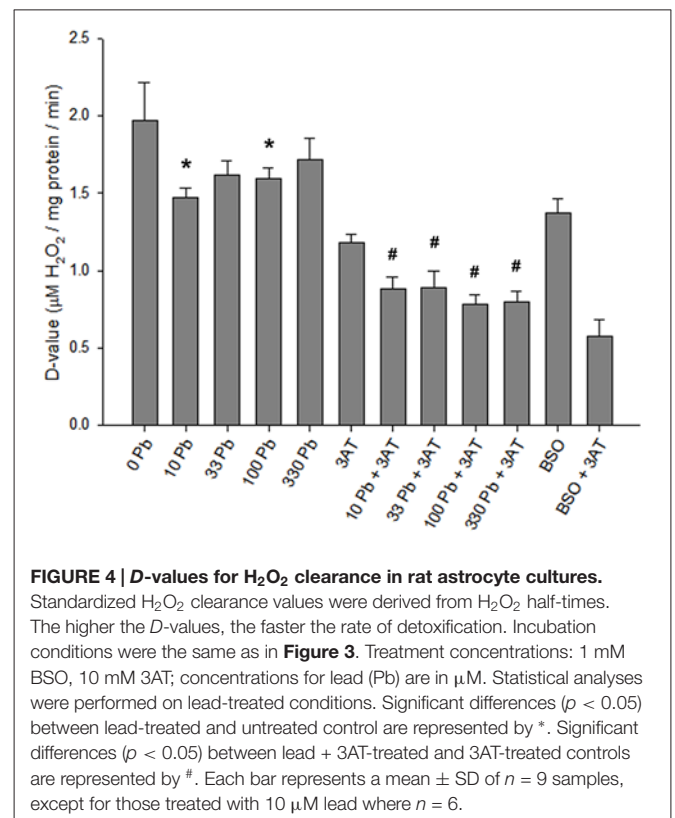 2.5
2.0
1.5
1.0
0.5
0.0
D-value (µM H₂O₂ / mg protein / min)
*
*
#
#
#
#
0 Pb
10 Pb
33 Pb
100 Pb
330 Pb
3AT
10 Pb + 3AT
33 Pb + 3AT
100 Pb + 3AT
330 Pb + 3AT
BSO
BSO + 3AT
FIGURE 4 | D-values for H₂O₂ clearance in rat astrocyte cultures.
Standardized H₂O₂ clearance values were derived from H₂O₂ half-times.
The higher the D-values, the faster the rate of detoxification. Incubation
conditions were the same as in Figure 3. Treatment concentrations: 1 mM
BSO, 10 mM 3AT; concentrations for lead (Pb) are in µM. Statistical analyses
were performed on lead-treated conditions. Significant differences (p < 0.05)
between lead-treated and untreated control are represented by *. Significant
differences (p < 0.05) between lead + 3AT-treated and 3AT-treated controls
are represented by #. Each bar represents a mean ± SD of n = 9 samples,
except for those treated with 10 µM lead where n = 6.